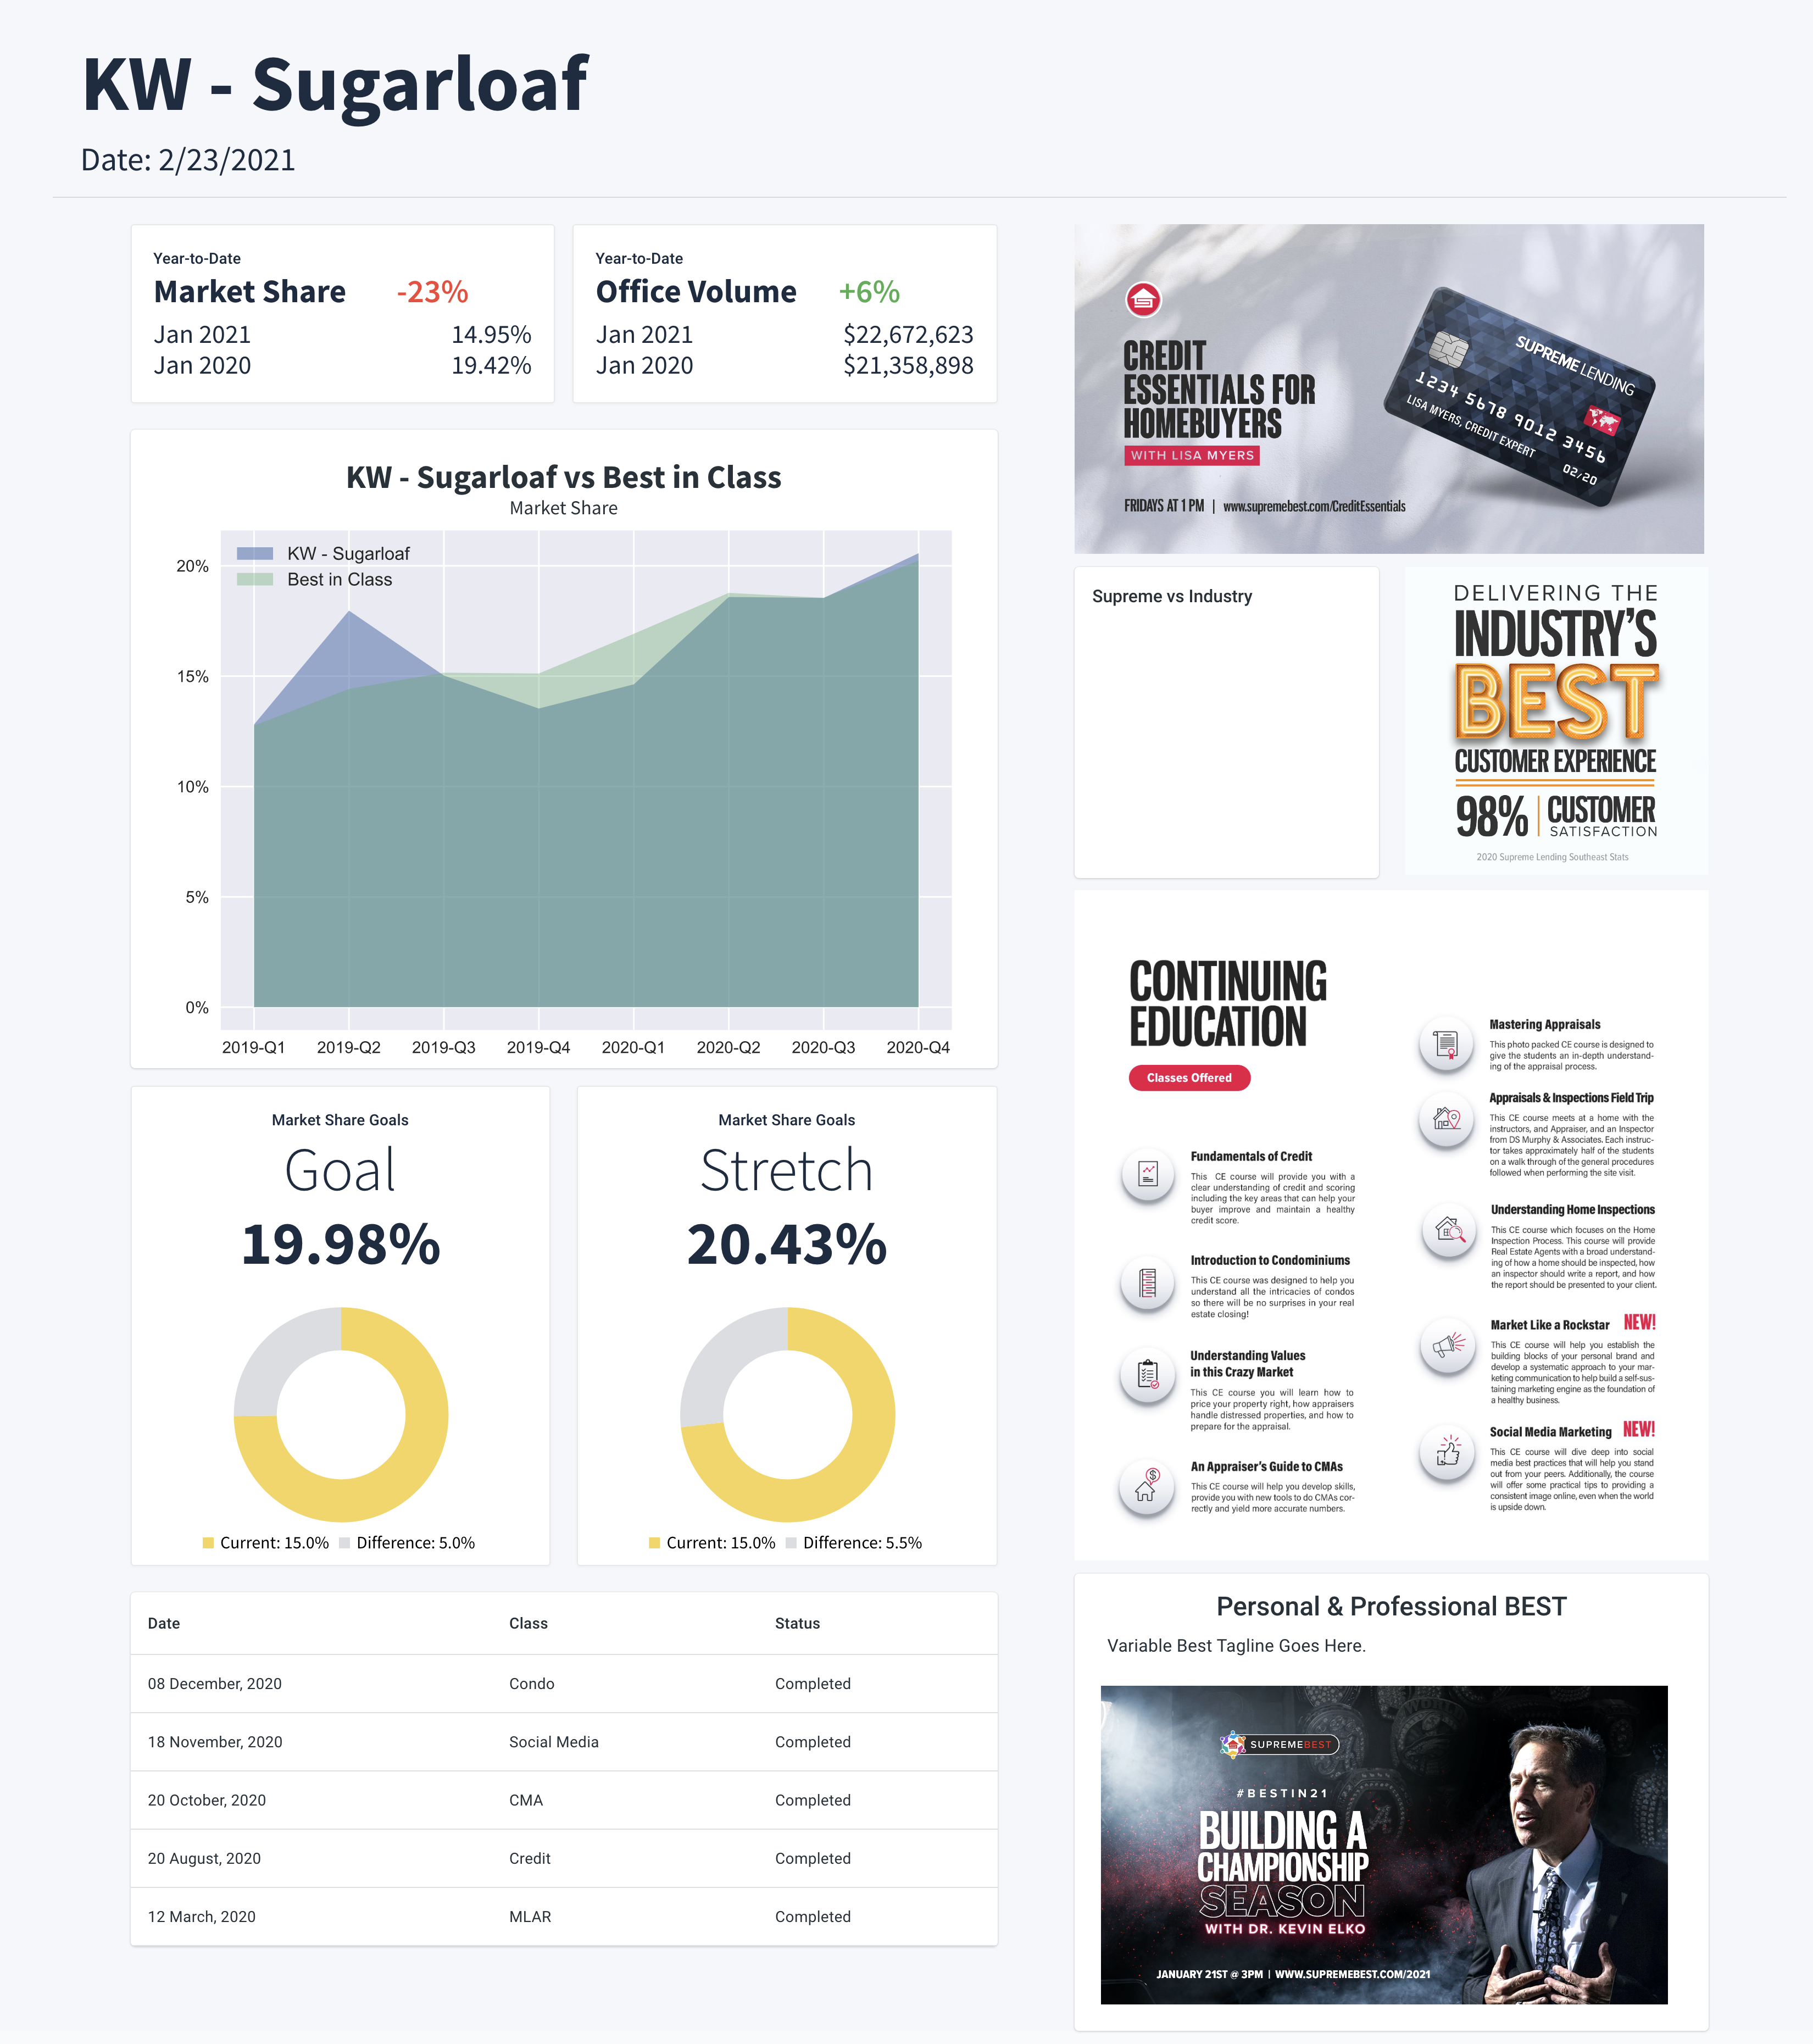 KW - Sugarloaf
Date: 2/23/2021
Year-to-Date
Market Share -23%
Jan 2021 14.95%
Jan 2020 19.42%
Year-to-Date
Office Volume +6%
Jan 2021 $22,672,623
Jan 2020 $21,358,898
KW - Sugarloaf vs Best in Class
Market Share
KW - Sugarloaf
Best in Class
20%
15%
10%
5%
0%
2019-Q1 2019-Q2 2019-Q3 2019-Q4 2020-Q1 2020-Q2 2020-Q3 2020-Q4
Market Share Goals
Goal
19.98%
Current: 15.0% Difference: 5.0%
Market Share Goals
Stretch
20.43%
Current: 15.0% Difference: 5.5%
Date Class Status
08 December, 2020 Condo Completed
18 November, 2020 Social Media Completed
20 October, 2020 CMA Completed
20 August, 2020 Credit Completed
12 March, 2020 MLAR Completed
CREDIT
ESSENTIALS FOR
HOMEBUYERS
WITH LISA MYERS
FRIDAYS AT 1 PM | www.supremebest.com/CreditEssentials
SUPREME LENDING
1234 5678 9012 3456
LISA MYERS, CREDIT EXPERT
02/20
Supreme vs Industry
DELIVERING THE
INDUSTRY'S
BEST
CUSTOMER EXPERIENCE
98% | CUSTOMER
SATISFACTION
2020 Supreme Lending Southeast Stats
CONTINUING
EDUCATION
Classes Offered
Fundamentals of Credit
This CE course will provide you with a
clear understanding of credit and scoring
including the key areas that can help your
buyer improve and maintain a healthy
credit score.
Introduction to Condominiums
This CE course was designed to help you
understand all the intricacies of condos
so there will be no surprises in your real
estate closing!
Understanding Values
in this Crazy Market
This CE course you will learn how to
price your property right, how appraisers
handle distressed properties, and how to
prepare for the appraisal.
An Appraiser's Guide to CMAs
This CE course will help you develop skills,
provide you with new tools to do CMAs cor-
rectly and yield more accurate numbers.
Mastering Appraisals
This photo packed CE course is designed to
give the students an in-depth understand-
ing of the appraisal process.
Appraisals & Inspections Field Trip
This CE course meets at a home with the
instructors, and Appraiser, and an Inspector
from DS Murphy & Associates. Each instruc-
tor takes approximately half of the students
on a walk through of the general procedures
followed when performing the site visit.
Understanding Home Inspections
This CE course which focuses on the Home
Inspection Process. This course will provide
Real Estate Agents with a broad understand-
ing of how a home should be inspected, how
an inspector should write a report, and how
the report should be presented to your client.
Market Like a Rockstar NEW!
This CE course will help you establish the
building blocks of your personal brand and
develop a systematic approach to your mar-
keting communication to help build a self-sus-
taining marketing engine as the foundation of
a healthy business.
Social Media Marketing NEW!
This CE course will dive deep into social
media best practices that will help you stand
out from your peers. Additionally, the course
will offer some practical tips to providing a
consistent image online, even when the world
is upside down.
Personal & Professional BEST
Variable Best Tagline Goes Here.
SUPREMEBEST
#BESTIN21
BUILDING A
CHAMPIONSHIP
SEASON
WITH DR. KEVIN ELKO
JANUARY 21ST @ 3PM | WWW.SUPREMEBEST.COM/2021